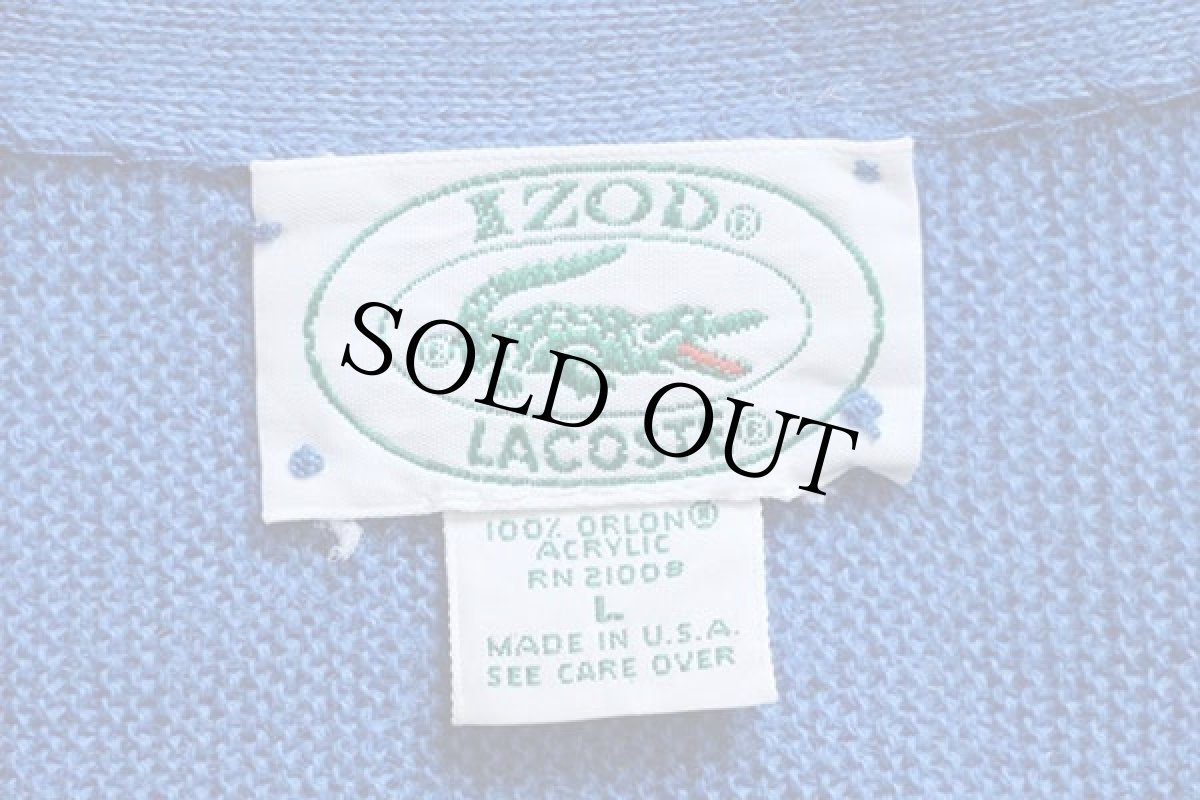 IZOD®
®
SOLD OUT
LACOSTE®
100% ORLON®
ACRYLIC
RN 21008
L
MADE IN U.S.A.
SEE CARE OVER